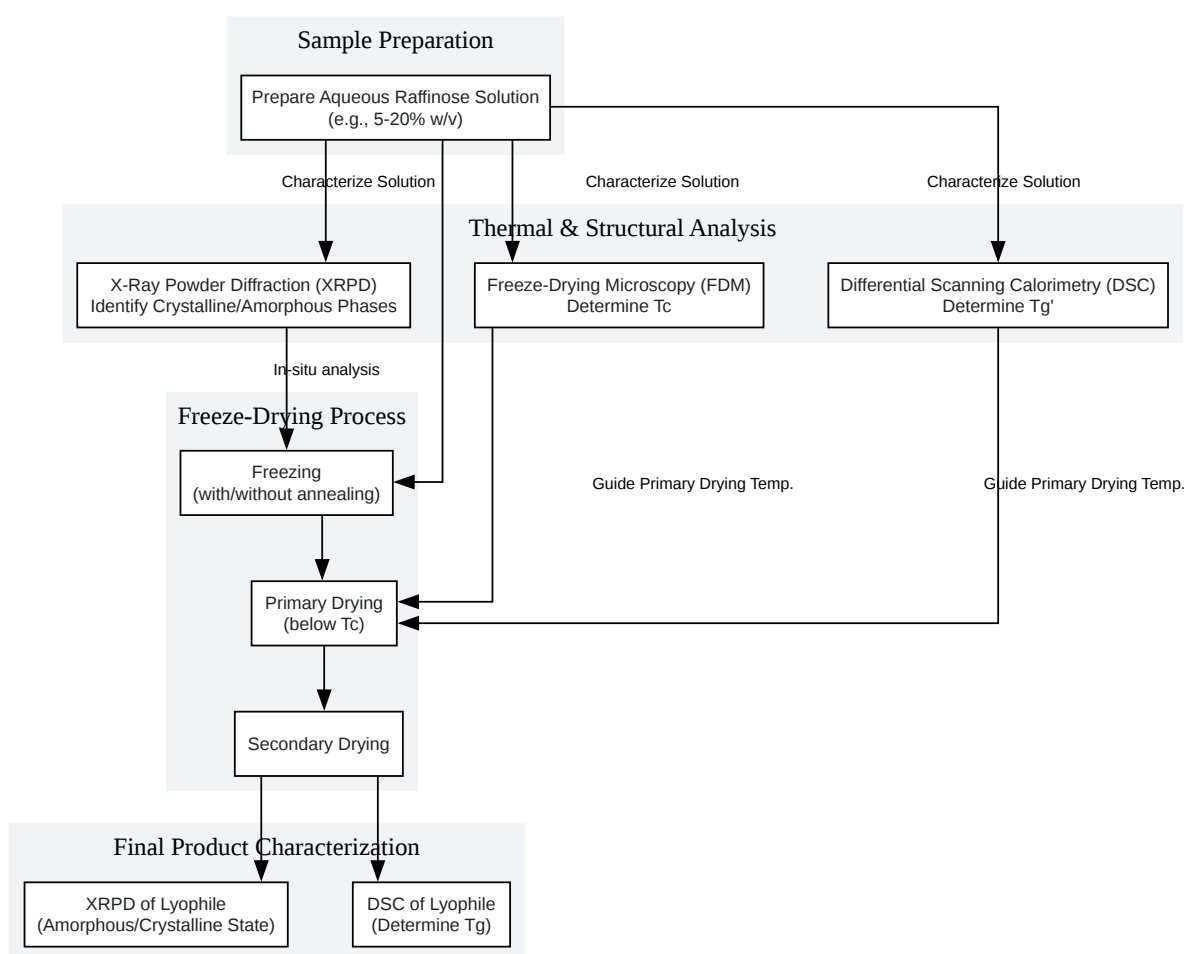 Sample Preparation
Prepare Aqueous Raffinose Solution
(e.g., 5-20% w/v)
Characterize Solution
Characterize Solution
Characterize Solution
Thermal & Structural Analysis
X-Ray Powder Diffraction (XRPD)
Identify Crystalline/Amorphous Phases
Freeze-Drying Microscopy (FDM)
Determine Tc
Differential Scanning Calorimetry (DSC)
Determine Tg'
In-situ analysis
Freeze-Drying Process
Freezing
(with/without annealing)
Guide Primary Drying Temp.
Guide Primary Drying Temp.
Primary Drying
(below Tc)
Secondary Drying
Final Product Characterization
XRPD of Lyophile
(Amorphous/Crystalline State)
DSC of Lyophile
(Determine Tg)